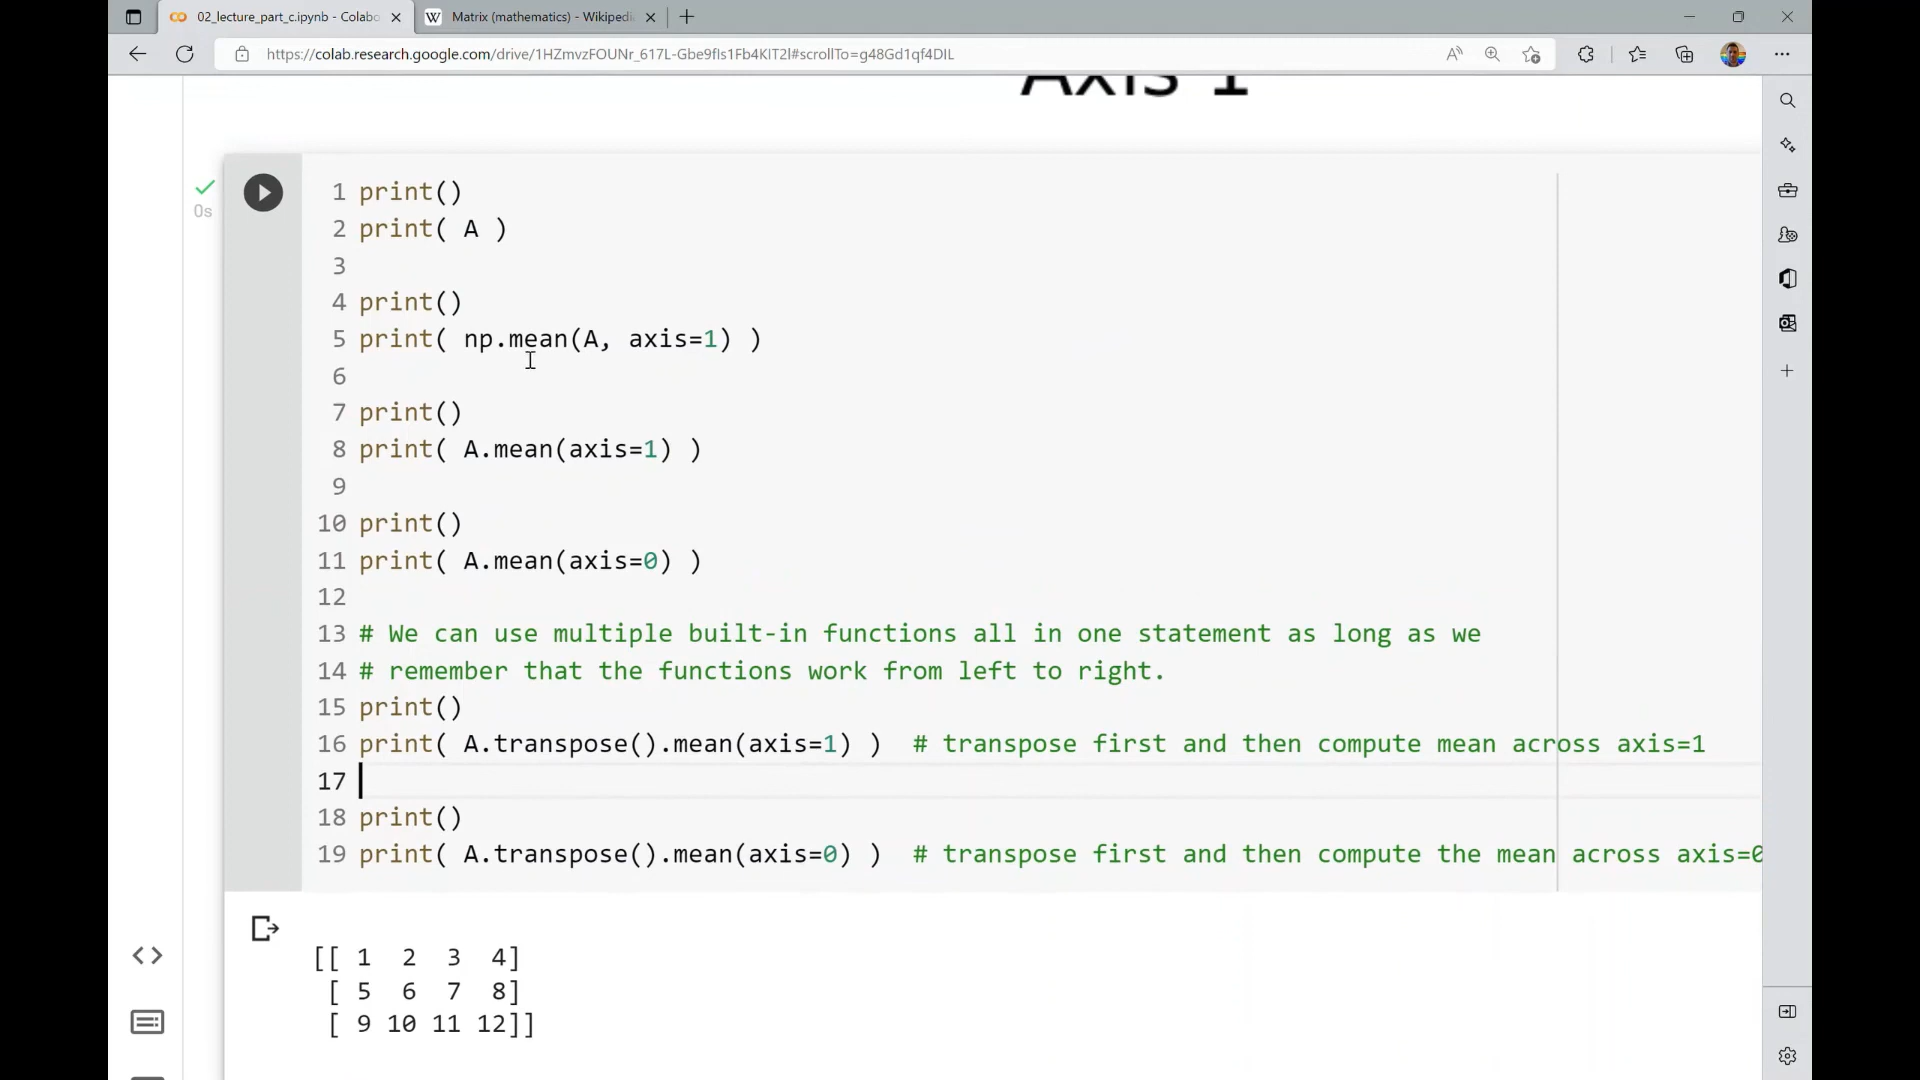 02_lecture_part_c.ipynb - Colabo
Matrix (mathematics) - Wikipedi
https://colab.research.google.com/drive/1HZmvzFOUNr_617L-Gbe9fIs1Fb4KIT2l#scrollTo=g48Gd1qf4DIL
Axis 1
0s
1 print()
2 print( A )
3
4 print()
5 print( np.mean(A, axis=1) )
6
7 print()
8 print( A.mean(axis=1) )
9
10 print()
11 print( A.mean(axis=0) )
12
13 # We can use multiple built-in functions all in one statement as long as we
14 # remember that the functions work from left to right.
15 print()
16 print( A.transpose().mean(axis=1) )  # transpose first and then compute mean across axis=1
17
18 print()
19 print( A.transpose().mean(axis=0) )  # transpose first and then compute the mean across axis=0
[[ 1  2  3  4]
[ 5  6  7  8]
[ 9 10 11 12]]